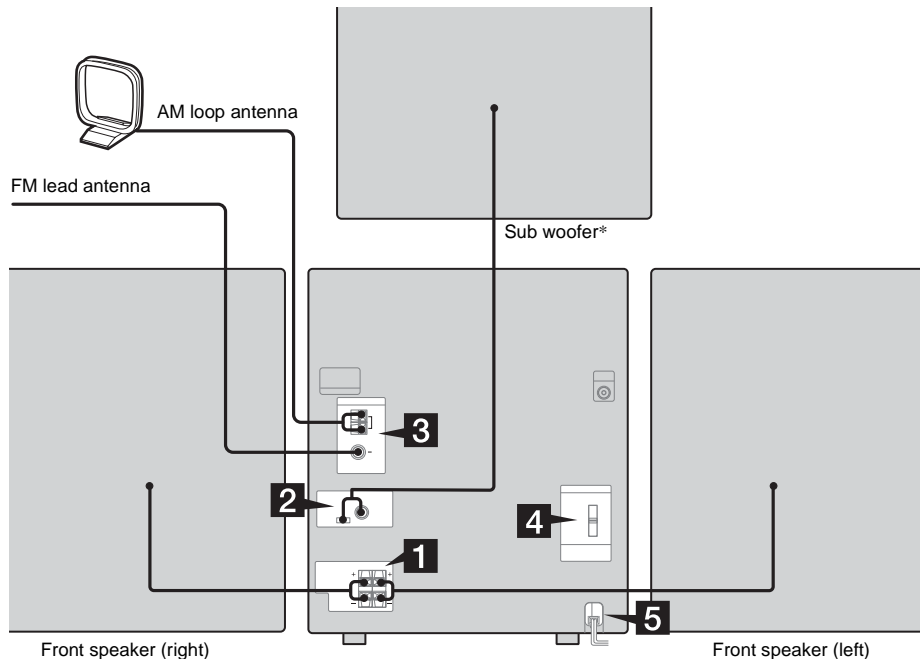 AM loop antenna
FM lead antenna
Sub woofer*
3
2
4
1
+ +
– –
5
Front speaker (right)
Front speaker (left)